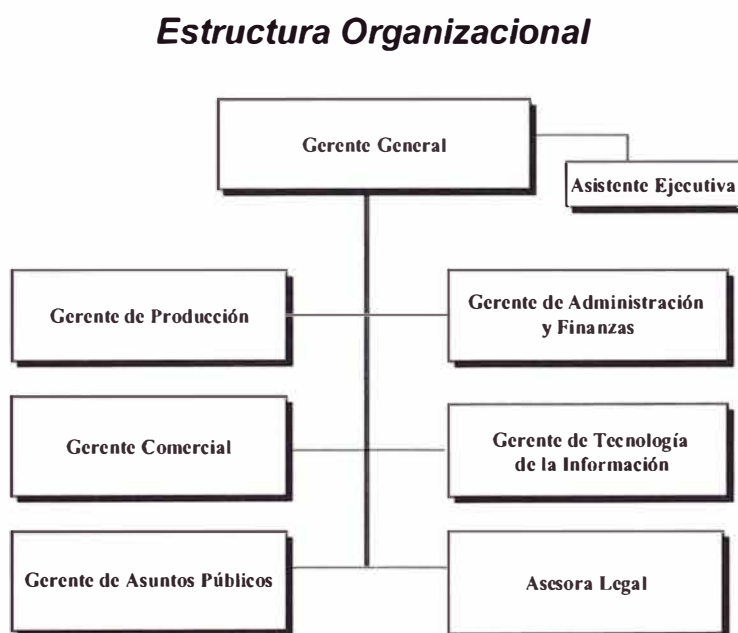 Estructura Organizacional
Gerente General
Asistente Ejecutiva
Gerente de Producción
Gerente de Administración
y Finanzas
Gerente Comercial
Gerente de Tecnología
de la Información
Gerente de Asuntos Públicos
Asesora Legal